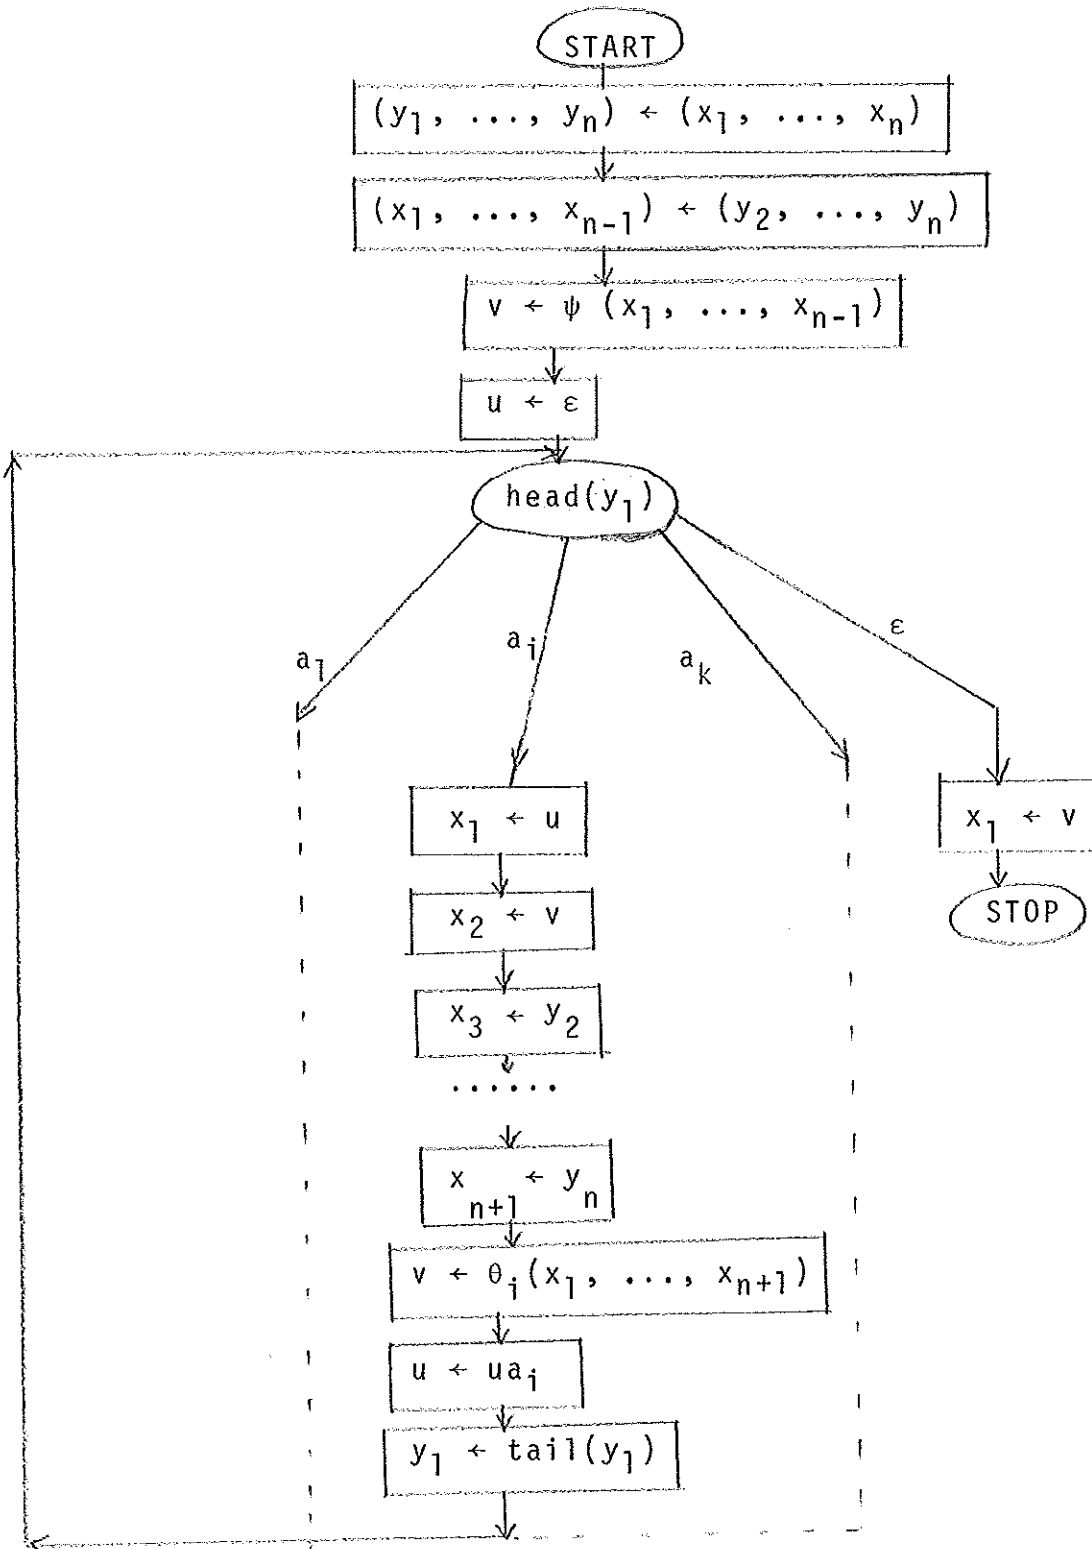 START
(y₁, ..., yₙ) ← (x₁, ..., xₙ)
(x₁, ..., xₙ₋₁) ← (y₂, ..., yₙ)
v ← ψ (x₁, ..., xₙ₋₁)
u ← ε
head(y₁)
a₁
aᵢ
aₖ
ε
x₁ ← u
x₁ ← v
x₂ ← v
STOP
x₃ ← y₂
......
xₙ₊₁ ← yₙ
v ← θᵢ(x₁, ..., xₙ₊₁)
u ← uaᵢ
y₁ ← tail(y₁)